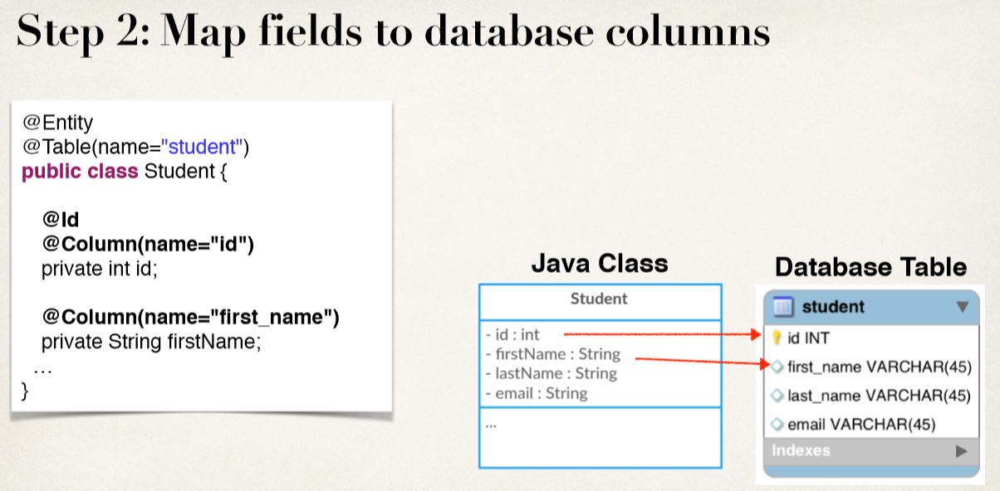 Step 2: Map fields to database columns
@Entity
@Table(name="student")
public class Student {
@Id
@Column(name="id")
private int id;
@Column(name="first_name")
private String firstName;
...
}
Java Class
Student
- id : int
- firstName : String
- lastName : String
- email : String
...
Database Table
student
id INT
first_name VARCHAR(45)
last_name VARCHAR(45)
email VARCHAR(45)
Indexes